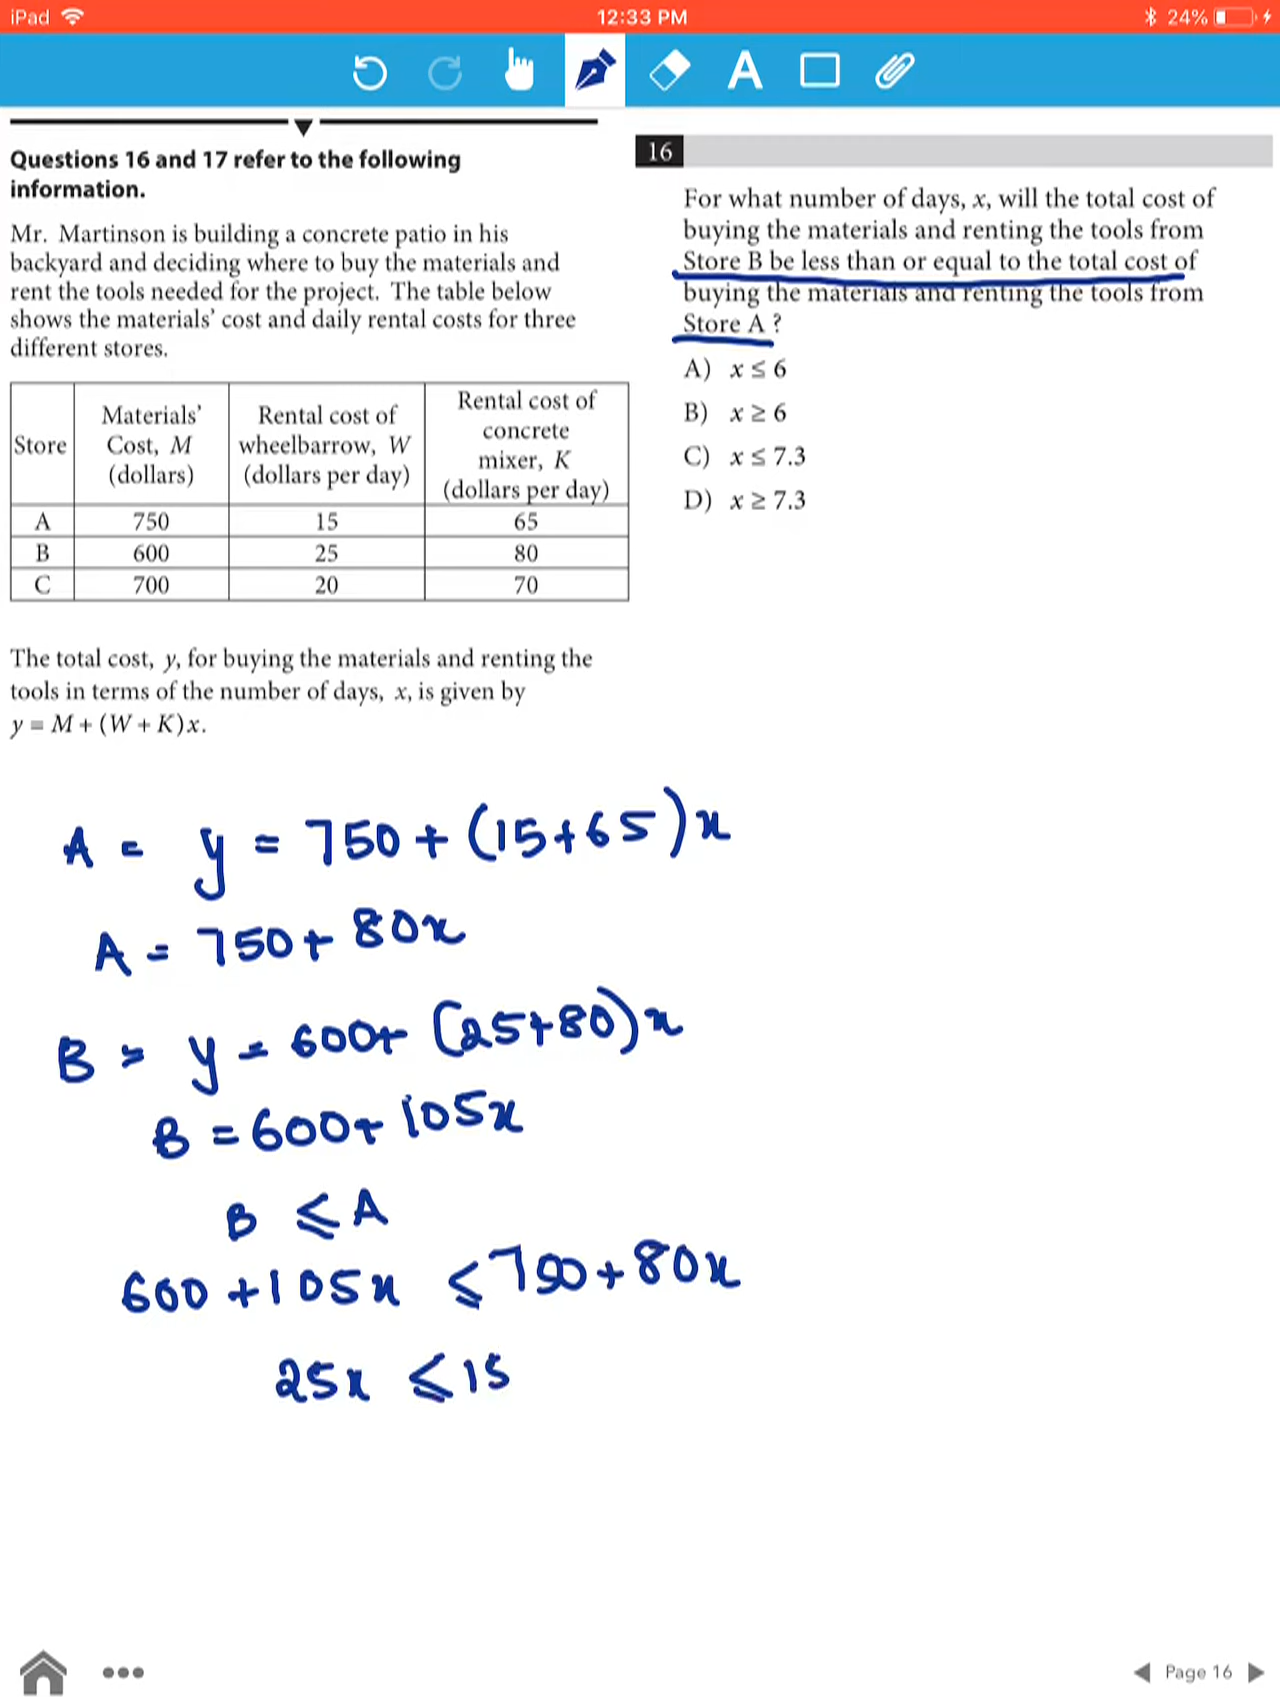 iPad 12:33 PM 24%
A
Questions 16 and 17 refer to the following
information.
Mr. Martinson is building a concrete patio in his
backyard and deciding where to buy the materials and
rent the tools needed for the project. The table below
shows the materials' cost and daily rental costs for three
different stores.
Store
Materials'
Cost, M
(dollars)
Rental cost of
wheelbarrow, W
(dollars per day)
Rental cost of
concrete
mixer, K
(dollars per day)
A 750 15 65
B 600 25 80
C 700 20 70
The total cost, y, for buying the materials and renting the
tools in terms of the number of days, x, is given by
y = M + (W + K)x.
16
For what number of days, x, will the total cost of
buying the materials and renting the tools from
Store B be less than or equal to the total cost of
buying the materials and renting the tools from
Store A ?
A) x ≤ 6
B) x ≥ 6
C) x ≤ 7.3
D) x ≥ 7.3
A = y = 750 + (15+65)x
A = 750 + 80x
B = y = 600+ (25+80)x
B = 600+ 105x
B ≤ A
600 + 105x ≤ 750 + 80x
25x ≤ 15
Page 16